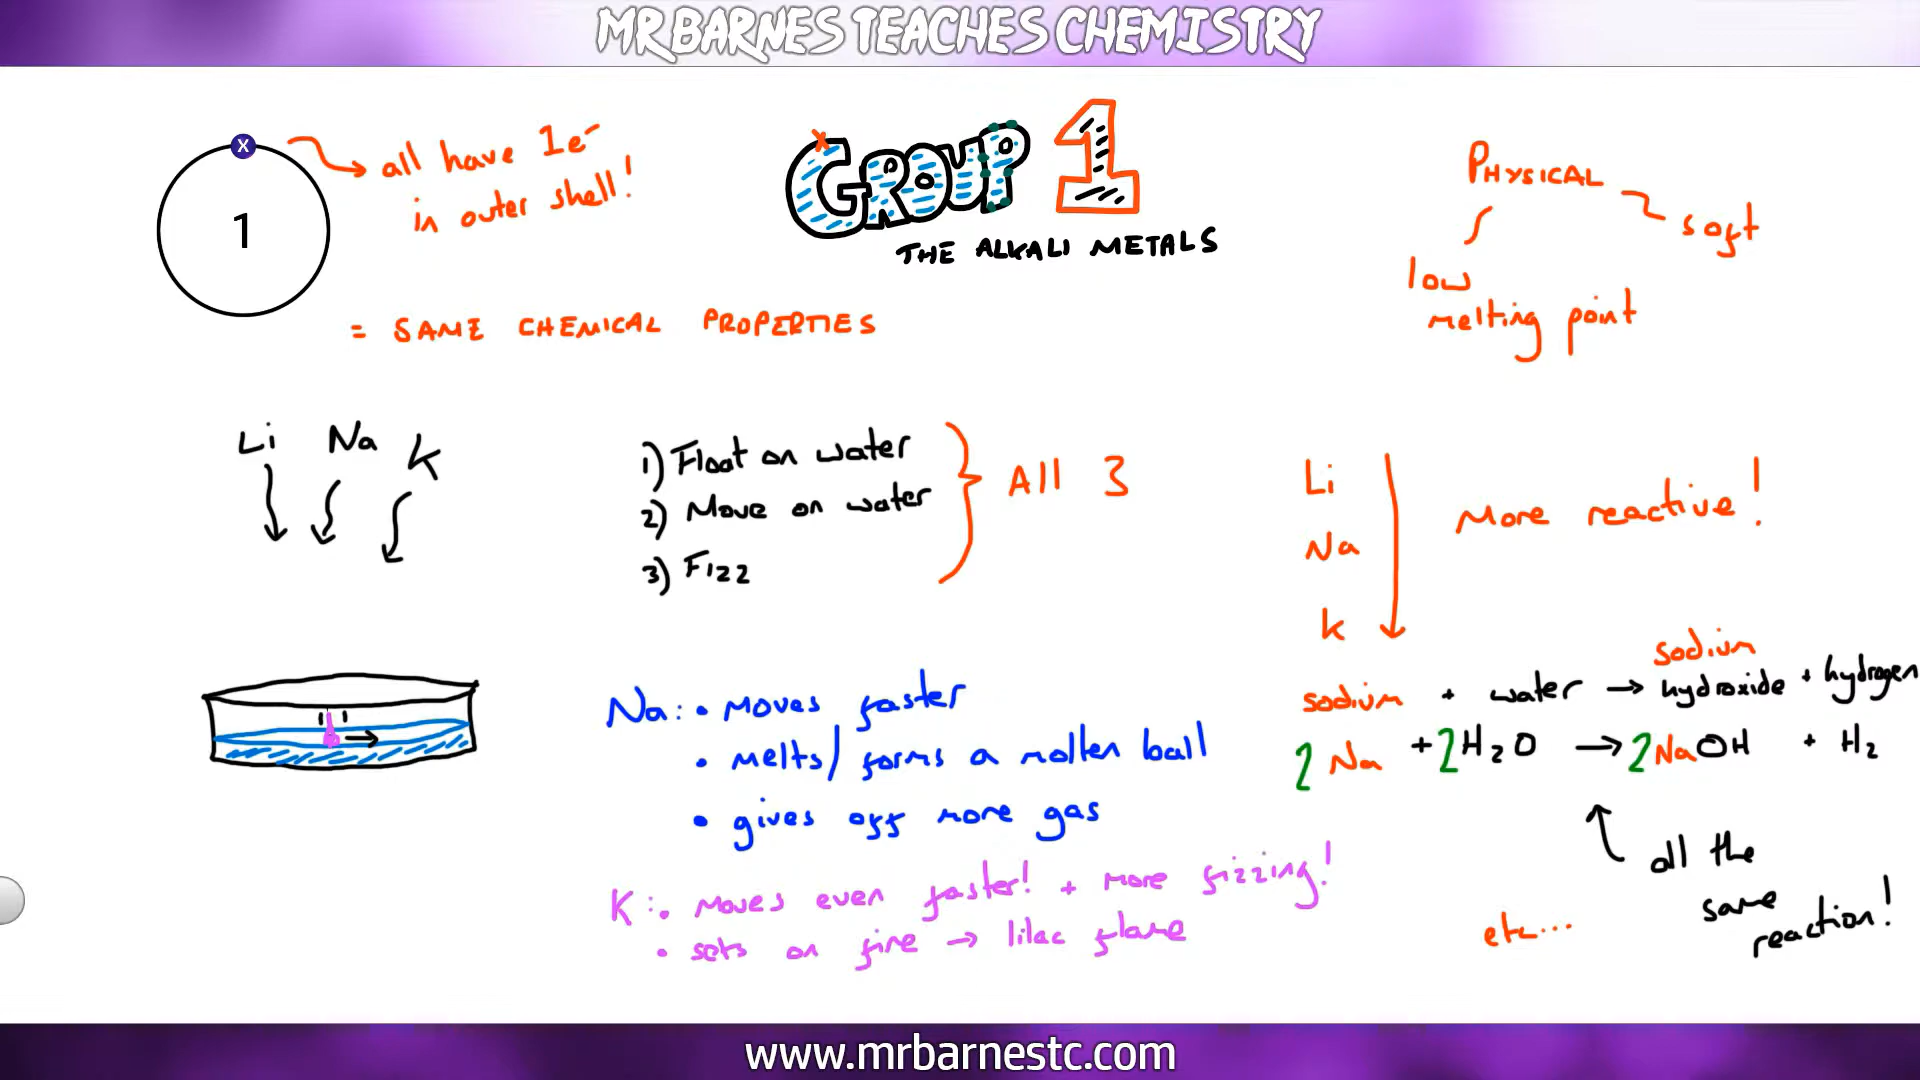 MR BARNES TEACHES CHEMISTRY
X
1
all have 1e⁻
in outer shell!
= SAME CHEMICAL PROPERTIES
GROUP 1
THE ALKALI METALS
PHYSICAL
soft
low
melting point
Li Na K
1) Float on water
2) Move on water
3) Fizz
All 3
Li
Na
K
More reactive!
Na: • moves faster
• melts/ forms a molten ball
• gives off more gas
K: • moves even faster! + more fizzing!
• sets on fire → lilac flame
sodium + water → sodium hydroxide + hydrogen
2 Na + 2H₂O → 2NaOH + H₂
all the
same
reaction!
etc...
www.mrbarnestc.com